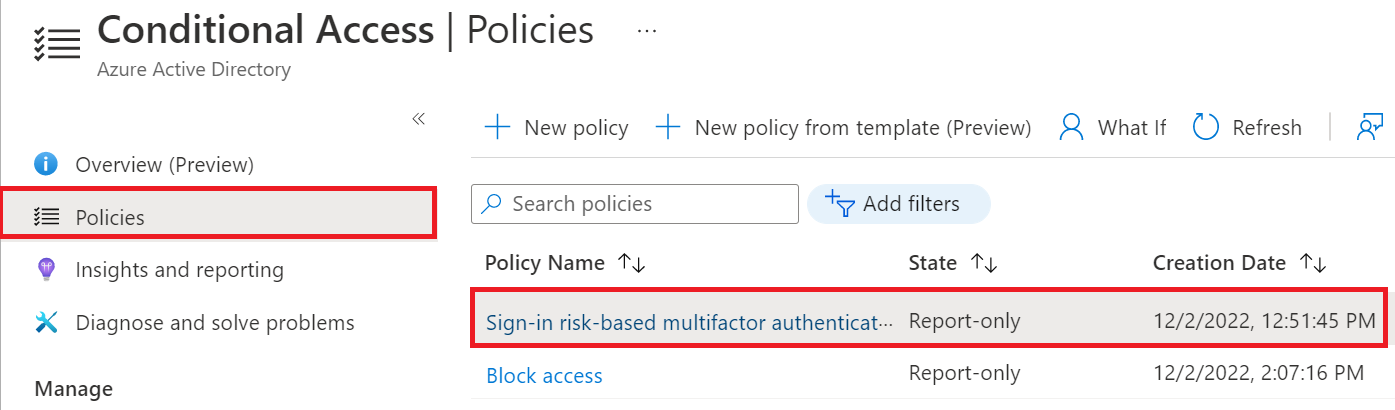 Conditional Access | Policies ...
Azure Active Directory
«
New policy New policy from template (Preview) What If Refresh
Overview (Preview)
Policies
Insights and reporting
Diagnose and solve problems
Manage
Search policies Add filters
Policy Name State Creation Date
Sign-in risk-based multifactor authenticat... Report-only 12/2/2022, 12:51:45 PM
Block access Report-only 12/2/2022, 2:07:16 PM